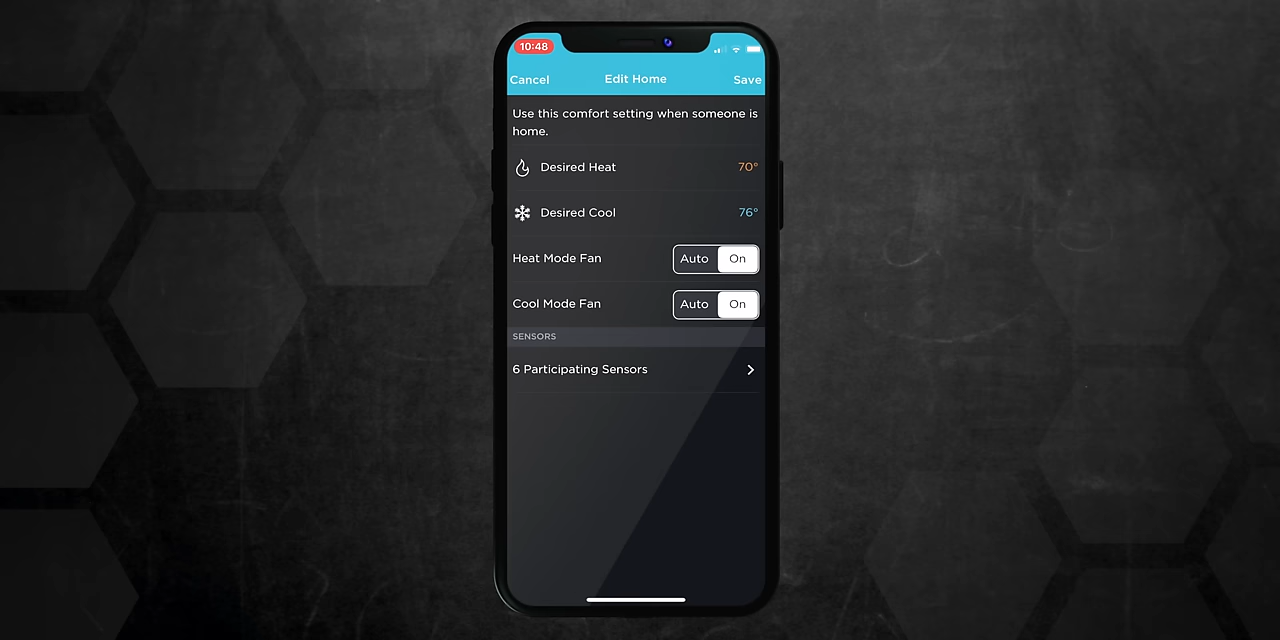 10:48
Cancel Edit Home Save
Use this comfort setting when someone is
home.
Desired Heat 70°
Desired Cool 76°
Heat Mode Fan Auto On
Cool Mode Fan Auto On
SENSORS
6 Participating Sensors